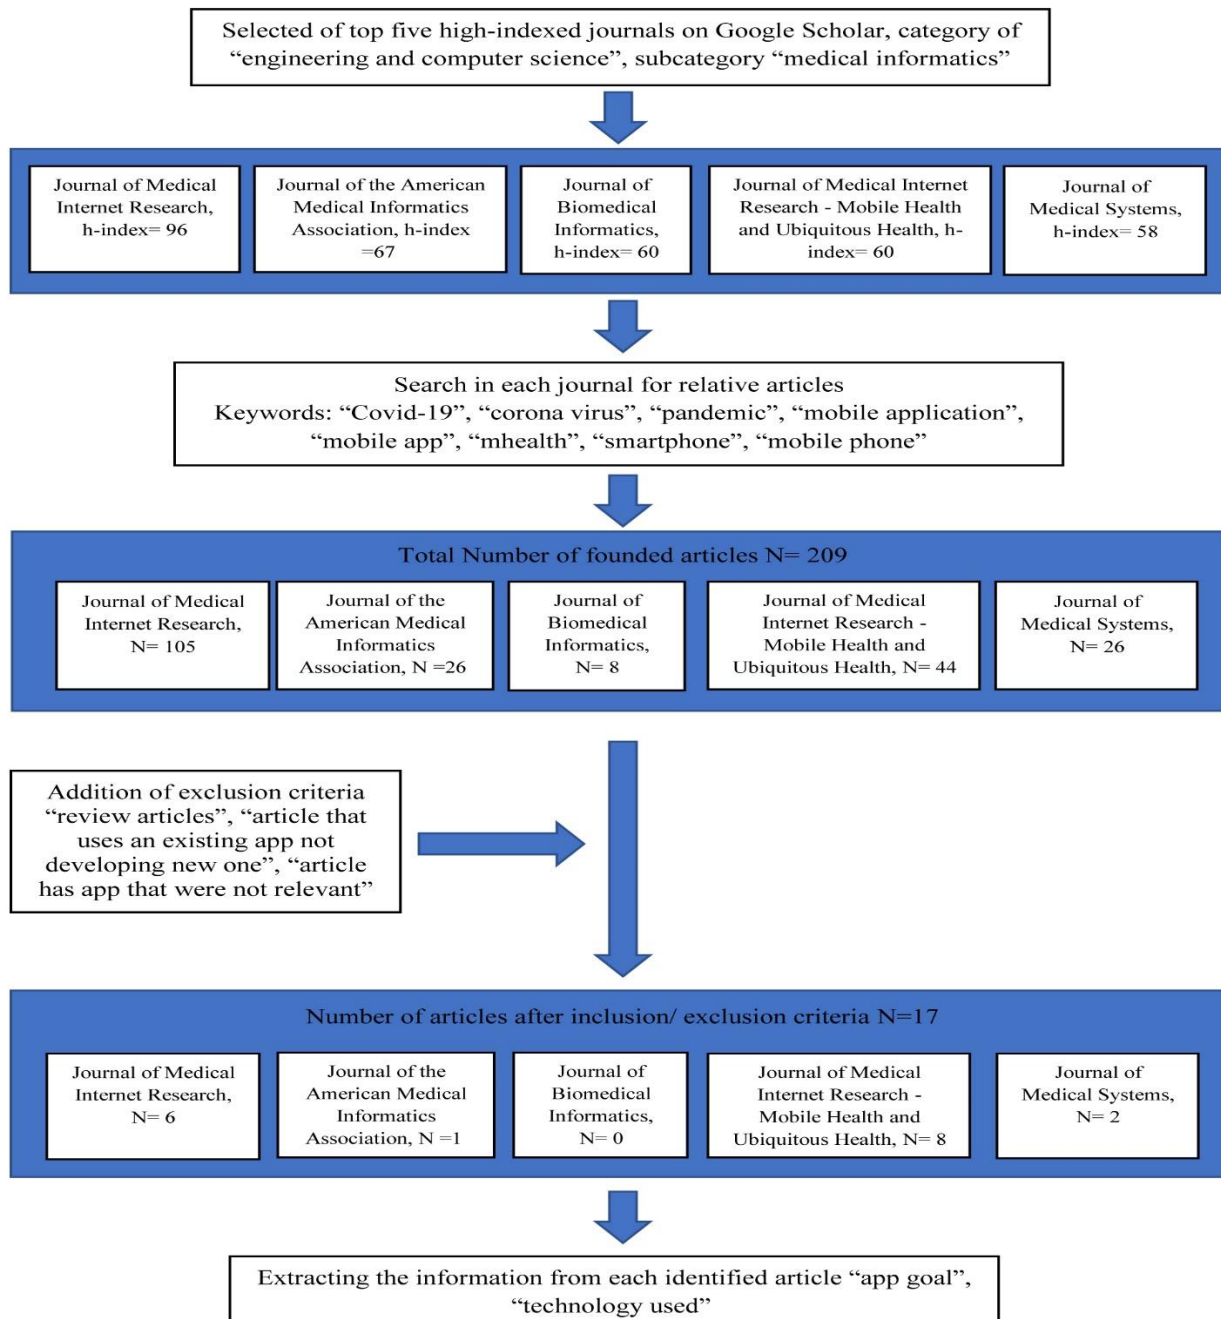 Selected of top five high-indexed journals on Google Scholar, category of
“engineering and computer science”, subcategory “medical informatics”
Journal of Medical
Internet Research,
h-index= 96
Journal of the American
Medical Informatics
Association, h-index
=67
Journal of
Biomedical
Informatics,
h-index= 60
Journal of Medical Internet
Research - Mobile Health
and Ubiquitous Health, h-
index= 60
Journal of
Medical Systems,
h-index= 58
Search in each journal for relative articles
Keywords: “Covid-19”, “corona virus”, “pandemic”, “mobile application”,
“mobile app”, “mhealth”, “smartphone”, “mobile phone”
Total Number of founded articles N= 209
Journal of Medical
Internet Research,
N= 105
Journal of the
American Medical
Informatics
Association, N =26
Journal of
Biomedical
Informatics,
N= 8
Journal of Medical
Internet Research -
Mobile Health and
Ubiquitous Health, N= 44
Journal of
Medical Systems,
N= 26
Addition of exclusion criteria
“review articles”, “article that
uses an existing app not
developing new one”, “article
has app that were not relevant”
Number of articles after inclusion/ exclusion criteria N=17
Journal of Medical
Internet Research,
N= 6
Journal of the
American Medical
Informatics
Association, N =1
Journal of
Biomedical
Informatics,
N= 0
Journal of Medical
Internet Research -
Mobile Health and
Ubiquitous Health, N= 8
Journal of
Medical Systems,
N= 2
Extracting the information from each identified article “app goal”,
“technology used”